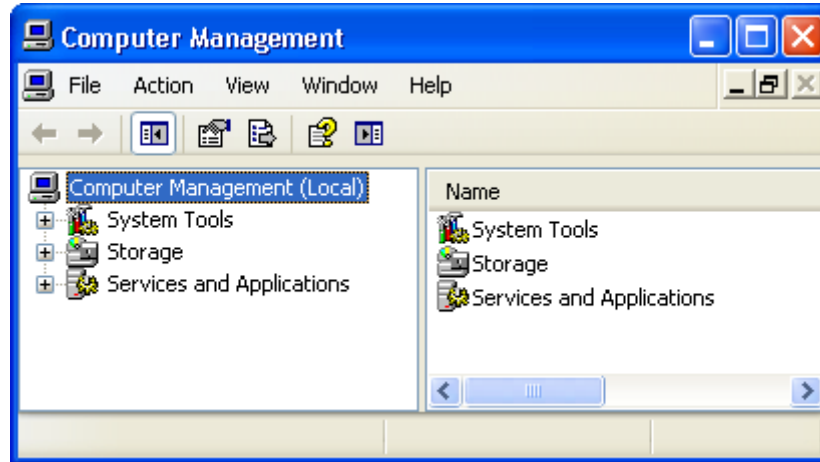 Computer Management
File Action View Window Help
Computer Management (Local)
System Tools
Storage
Services and Applications
Name
System Tools
Storage
Services and Applications